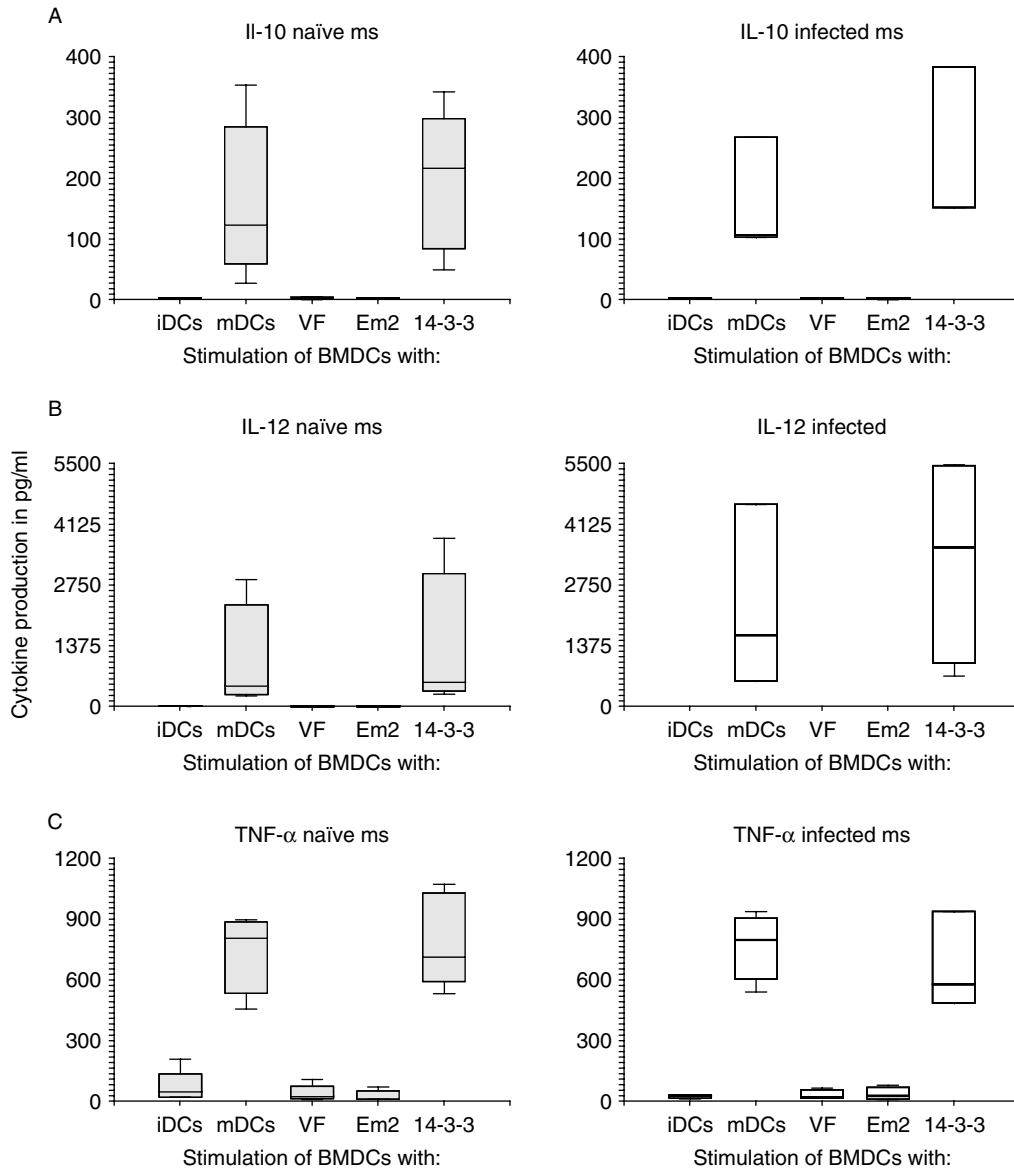 A
Il-10 naïve ms
IL-10 infected ms
400
300
200
100
0
400
300
200
100
0
iDCs mDCs VF Em2 14-3-3
iDCs mDCs VF Em2 14-3-3
Stimulation of BMDCs with:
Stimulation of BMDCs with:
B
IL-12 naïve ms
IL-12 infected
Cytokine production in pg/ml
5500
4125
2750
1375
0
5500
4125
2750
1375
0
iDCs mDCs VF Em2 14-3-3
iDCs mDCs VF Em2 14-3-3
Stimulation of BMDCs with:
Stimulation of BMDCs with:
C
TNF-α naïve ms
TNF-α infected ms
1200
900
600
300
0
1200
900
600
300
0
iDCs mDCs VF Em2 14-3-3
iDCs mDCs VF Em2 14-3-3
Stimulation of BMDCs with:
Stimulation of BMDCs with: